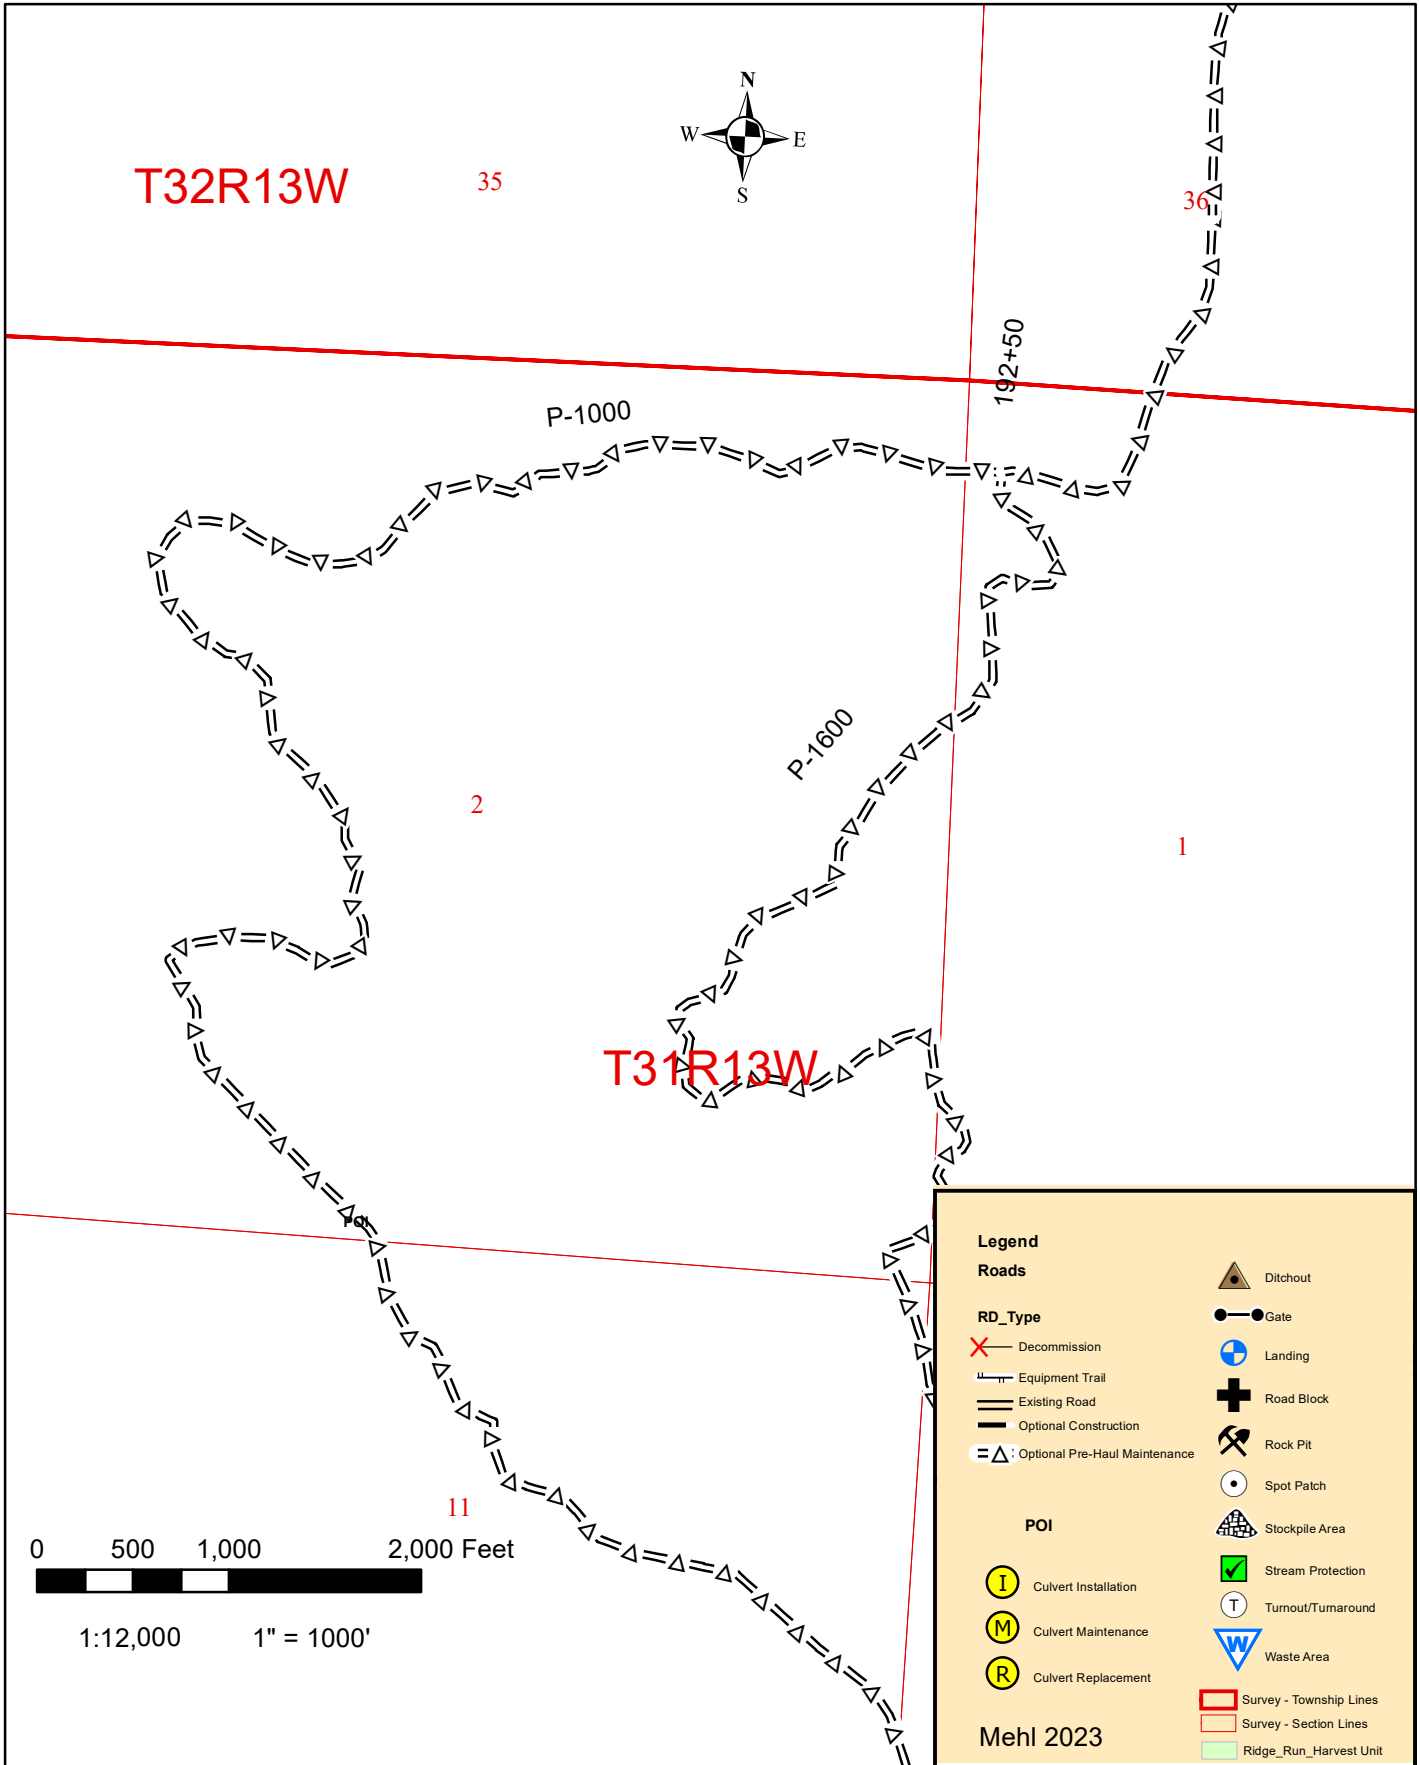 N
W E
S
T32R13W
35
36
192+50
P-1000
P-1600
2
1
T31R13W
POI
11
0 500 1,000 2,000 Feet
1:12,000 1" = 1000'
Legend
Roads
RD_Type
Decommission
Equipment Trail
Existing Road
Optional Construction
Optional Pre-Haul Maintenance
POI
I Culvert Installation
M Culvert Maintenance
R Culvert Replacement
Mehl 2023
Ditchout
Gate
Landing
Road Block
Rock Pit
Spot Patch
Stockpile Area
Stream Protection
T Turnout/Turnaround
W Waste Area
Survey - Township Lines
Survey - Section Lines
Ridge_Run_Harvest Unit